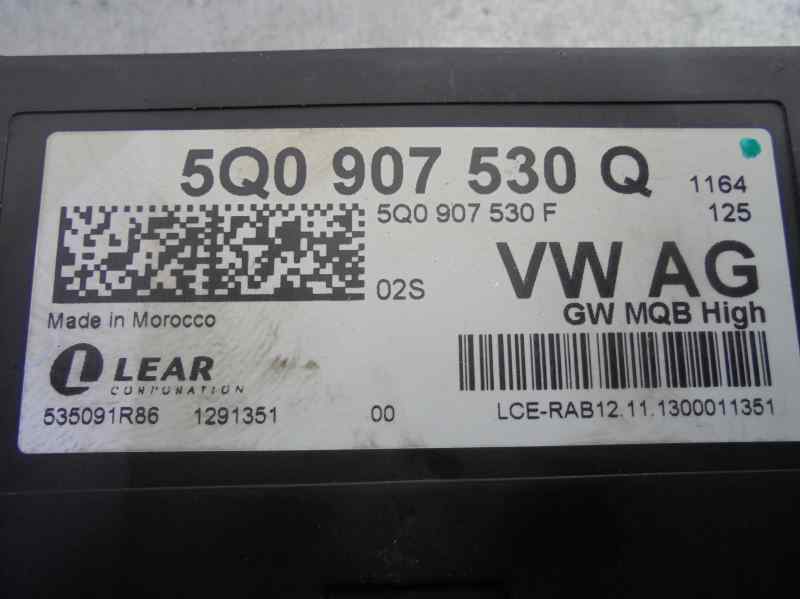 5Q0 907 530 Q 1164
5Q0 907 530 F 125
02S VW AG
GW MQB High
Made in Morocco
LEAR
CORPORATION
535091R86 1291351 00 LCE-RAB12.11.1300011351